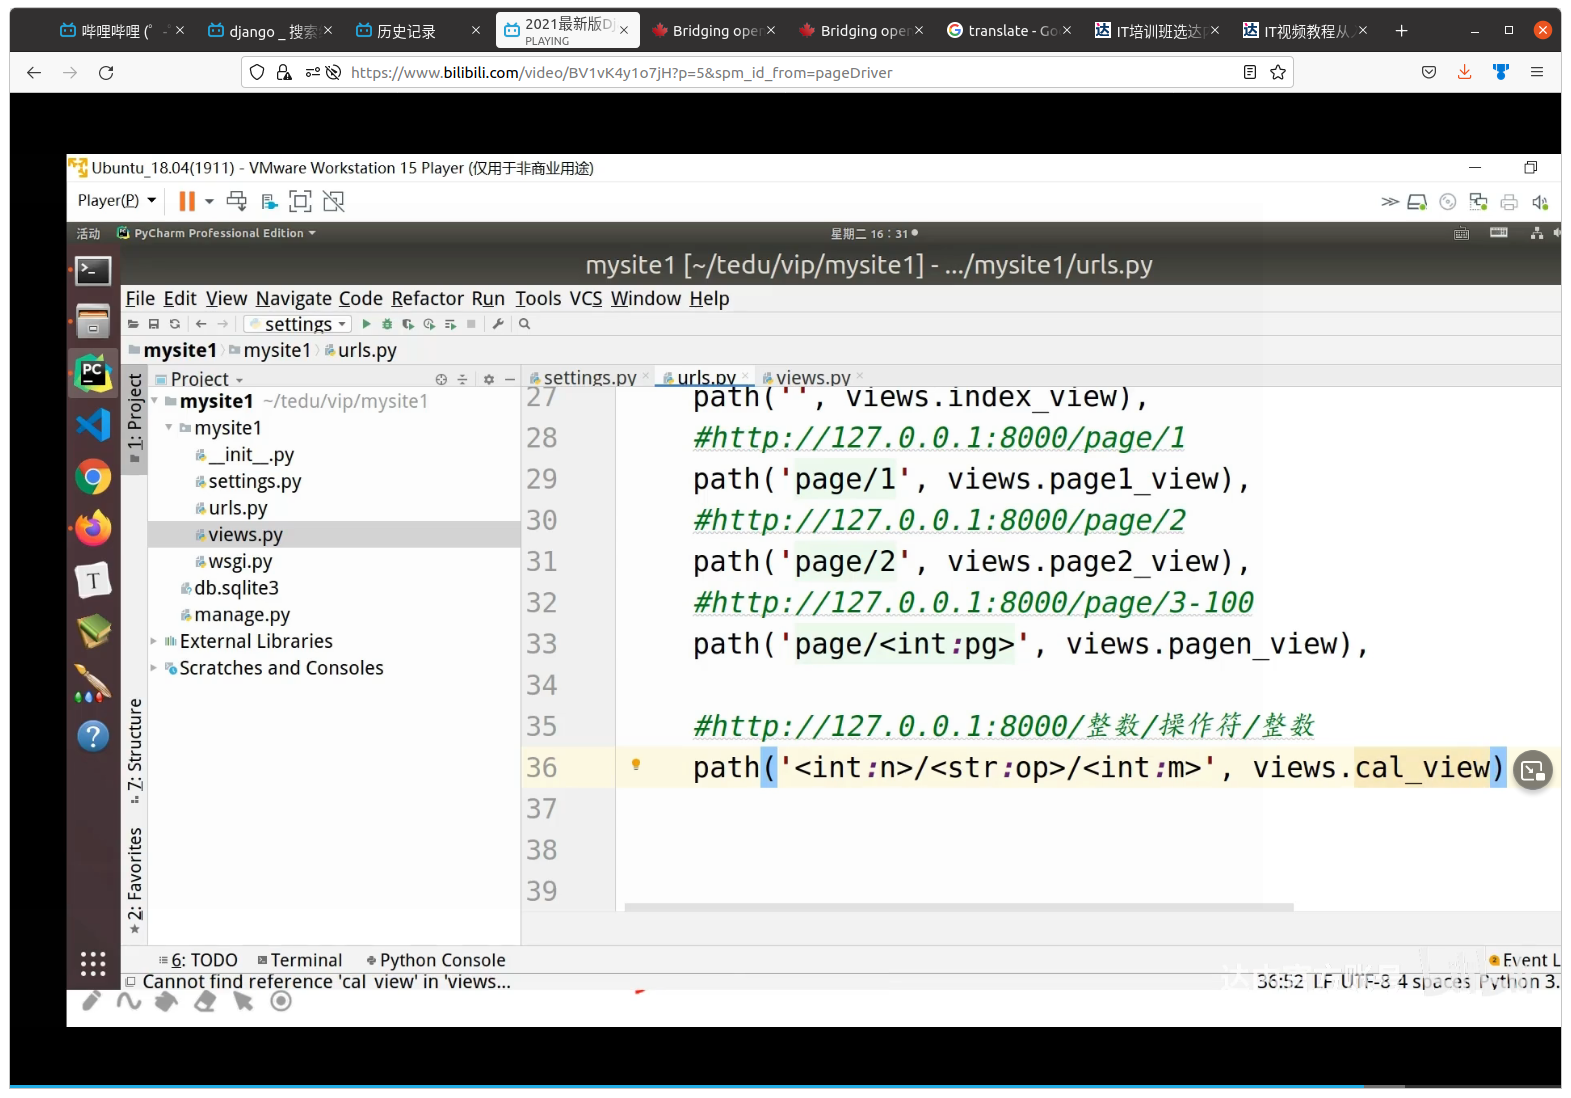 哔哩哔哩 (゜-
django _ 搜索
历史记录
2021最新版Dj
PLAYING
Bridging oper
Bridging oper
translate - Go
IT培训班选达内
IT视频教程从入
https://www.bilibili.com/video/BV1vK4y1o7jH?p=5&spm_id_from=pageDriver
Ubuntu_18.04(1911) - VMware Workstation 15 Player (仅用于非商业用途)
Player(P)
活动 PyCharm Professional Edition 星期二 16：31
mysite1 [~/tedu/vip/mysite1] - .../mysite1/urls.py
File Edit View Navigate Code Refactor Run Tools VCS Window Help
settings
mysite1 mysite1 urls.py
1: Project
Project
settings.py urls.py views.py
mysite1 ~/tedu/vip/mysite1
mysite1
__init__.py
settings.py
urls.py
views.py
wsgi.py
db.sqlite3
manage.py
External Libraries
Scratches and Consoles
7: Structure
2: Favorites
27 path('', views.index_view),
28 #http://127.0.0.1:8000/page/1
29 path('page/1', views.page1_view),
30 #http://127.0.0.1:8000/page/2
31 path('page/2', views.page2_view),
32 #http://127.0.0.1:8000/page/3-100
33 path('page/<int:pg>', views.pagen_view),
34
35 #http://127.0.0.1:8000/整数/操作符/整数
36 path('<int:n>/<str:op>/<int:m>', views.cal_view)
37
38
39
6: TODO Terminal Python Console
2 Event L
Cannot find reference 'cal_view' in 'views...
36:52 LF UTF-8 4 spaces Python 3.